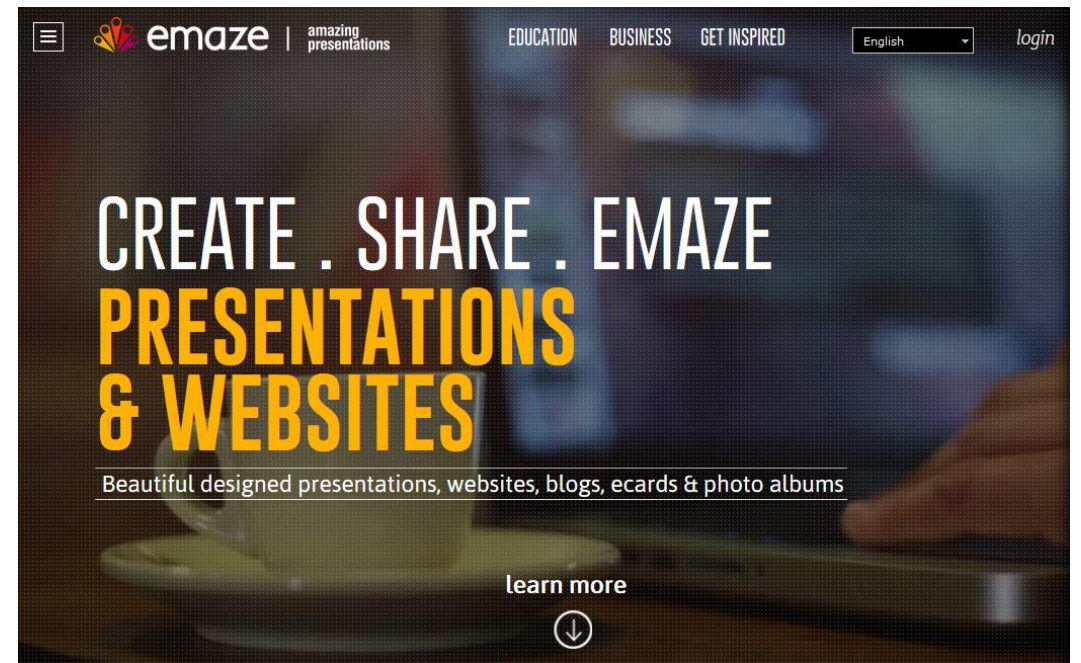 emaze | amazing presentations
EDUCATION BUSINESS GET INSPIRED English login
CREATE . SHARE . EMAZE
PRESENTATIONS
& WEBSITES
Beautiful designed presentations, websites, blogs, ecards & photo albums
learn more